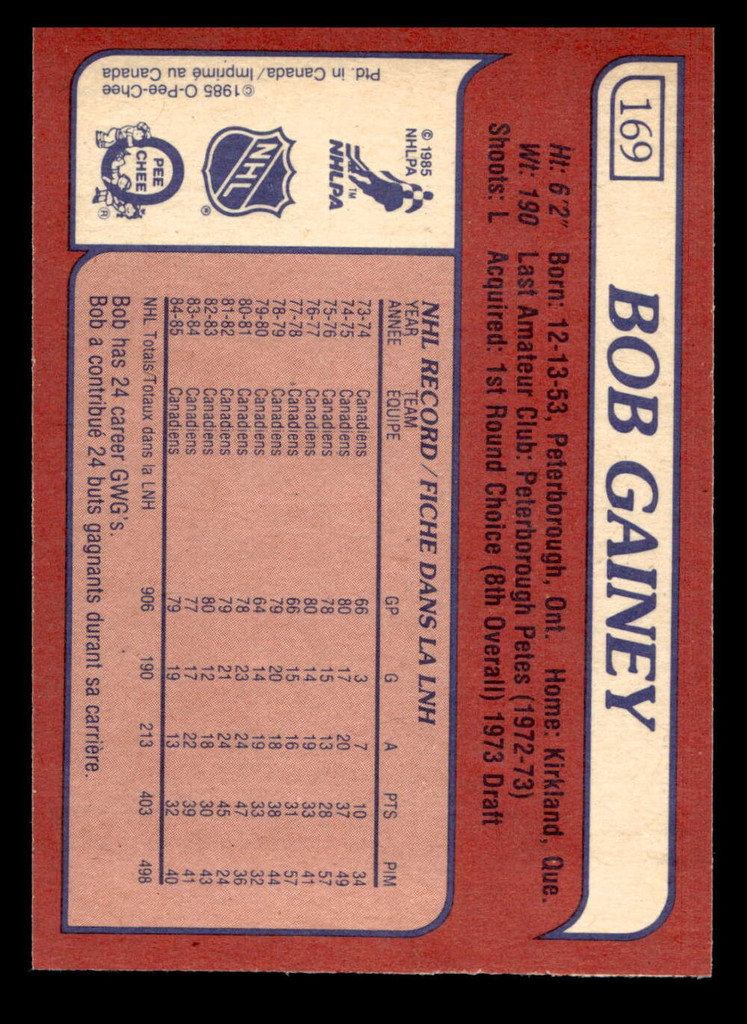 169
BOB GAINEY
Ht: 6'2" Born: 12-13-53, Peterborough, Ont. Home: Kirkland, Que.
Wt: 190 Last Amateur Club: Peterborough Petes (1972-73)
Shoots: L Acquired: 1st Round Choice (8th Overall) 1973 Draft
© 1985
NHLPA
NHLPA™
NHL®
O PEE CHEE®
©1985 O-Pee-Chee
Ptd. in Canada/Imprimé au Canada
NHL RECORD/FICHE DANS LA NHL
YEAR TEAM
ANNÉE ÉQUIPE GP G A PTS PIM
73-74 Canadiens 66 3 7 10 34
74-75 Canadiens 80 17 20 37 49
75-76 Canadiens 78 15 13 28 57
76-77 Canadiens 80 14 19 33 41
77-78 Canadiens 66 15 16 31 57
78-79 Canadiens 79 20 18 38 44
79-80 Canadiens 64 14 19 33 32
80-81 Canadiens 78 23 24 47 36
81-82 Canadiens 79 21 24 45 24
82-83 Canadiens 80 12 18 30 43
83-84 Canadiens 77 17 22 39 41
84-85 Canadiens 79 19 13 32 40
NHL Totals/Totaux dans la LNH 906 190 213 403 498
Bob has 24 career GWG's.
Bob a contribué 24 buts gagnants durant sa carrière.